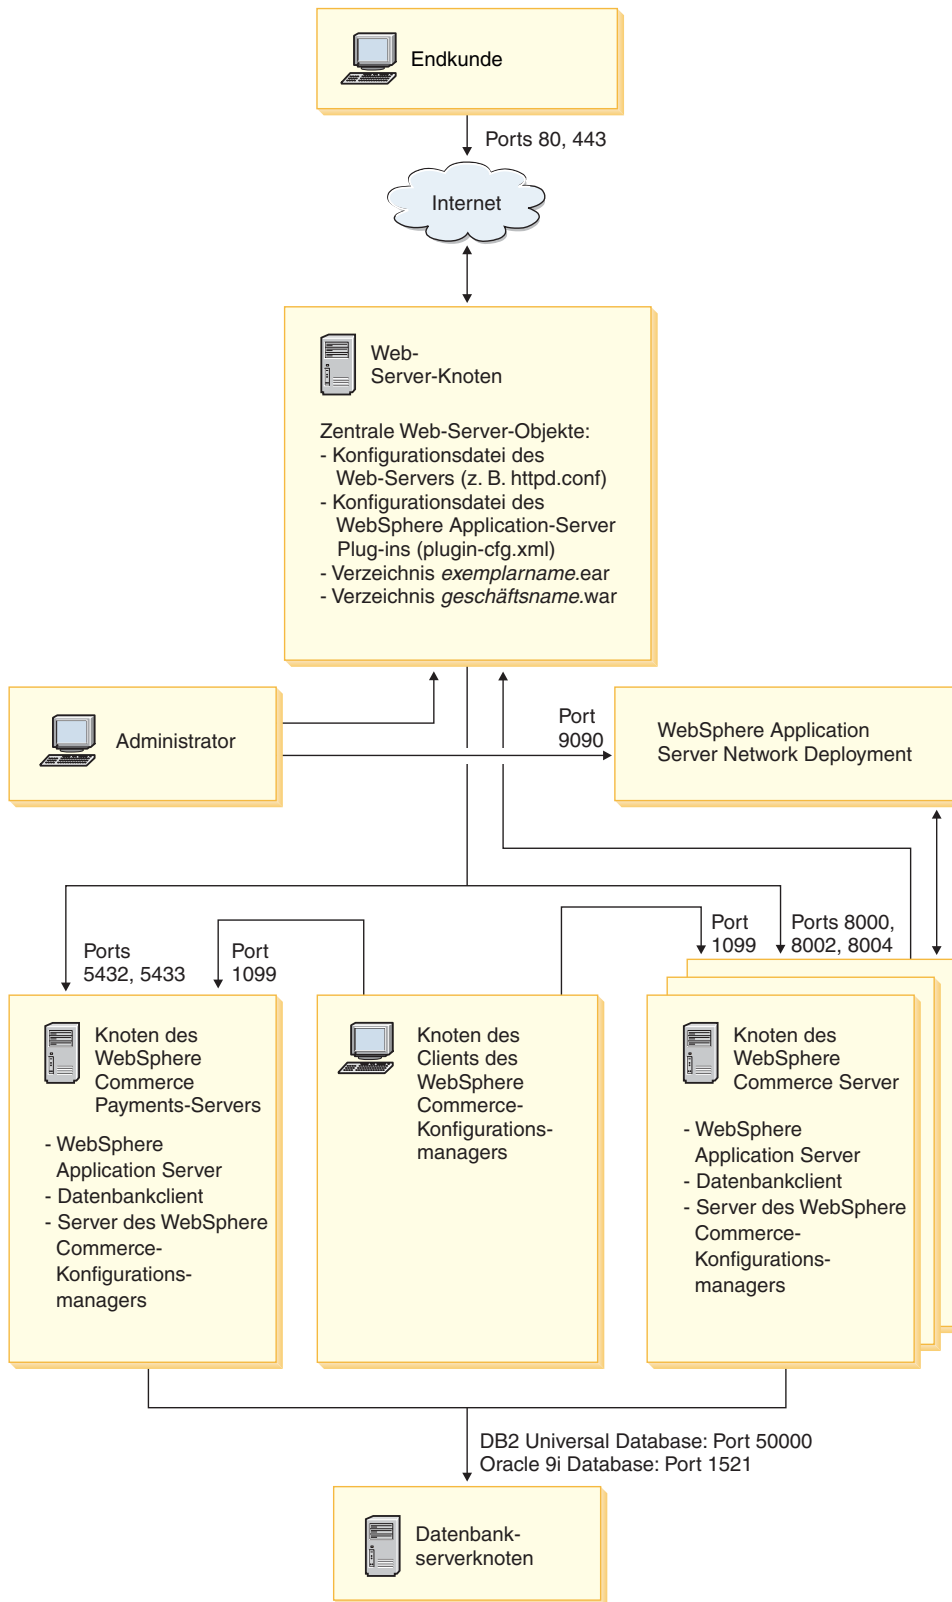 Endkunde
Ports 80, 443
Internet
Web-
Server-Knoten
Zentrale Web-Server-Objekte:
- Konfigurationsdatei des
Web-Servers (z. B. httpd.conf)
- Konfigurationsdatei des
WebSphere Application-Server
Plug-ins (plugin-cfg.xml)
- Verzeichnis exemplarname.ear
- Verzeichnis geschäftsname.war
Administrator
Port
9090
WebSphere Application
Server Network Deployment
Ports
5432, 5433
Port
1099
Port
1099
Ports 8000,
8002, 8004
Knoten des
WebSphere
Commerce
Payments-Servers
- WebSphere
Application Server
- Datenbankclient
- Server des WebSphere
Commerce-
Konfigurations-
managers
Knoten des
Clients des
WebSphere
Commerce-
Konfigurations-
managers
Knoten des
WebSphere
Commerce Server
- WebSphere
Application Server
- Datenbankclient
- Server des WebSphere
Commerce-
Konfigurations-
managers
DB2 Universal Database: Port 50000
Oracle 9i Database: Port 1521
Datenbank-
serverknoten